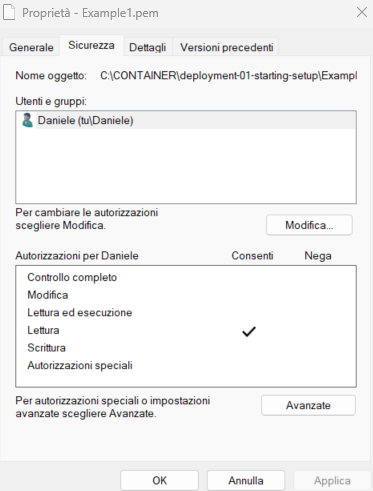 Proprietà - Example1.pem
Generale Sicurezza Dettagli Versioni precedenti
Nome oggetto: C:\CONTAINER\deployment-01-starting-setup\Exampl
Utenti e gruppi:
Daniele (tu\Daniele)
Per cambiare le autorizzazioni
scegliere Modifica.
Modifica...
Autorizzazioni per Daniele Consenti Nega
Controllo completo
Modifica
Lettura ed esecuzione
Lettura
Scrittura
Autorizzazioni speciali
Per autorizzazioni speciali o impostazioni
avanzate scegliere Avanzate.
Avanzate
OK Annulla Applica